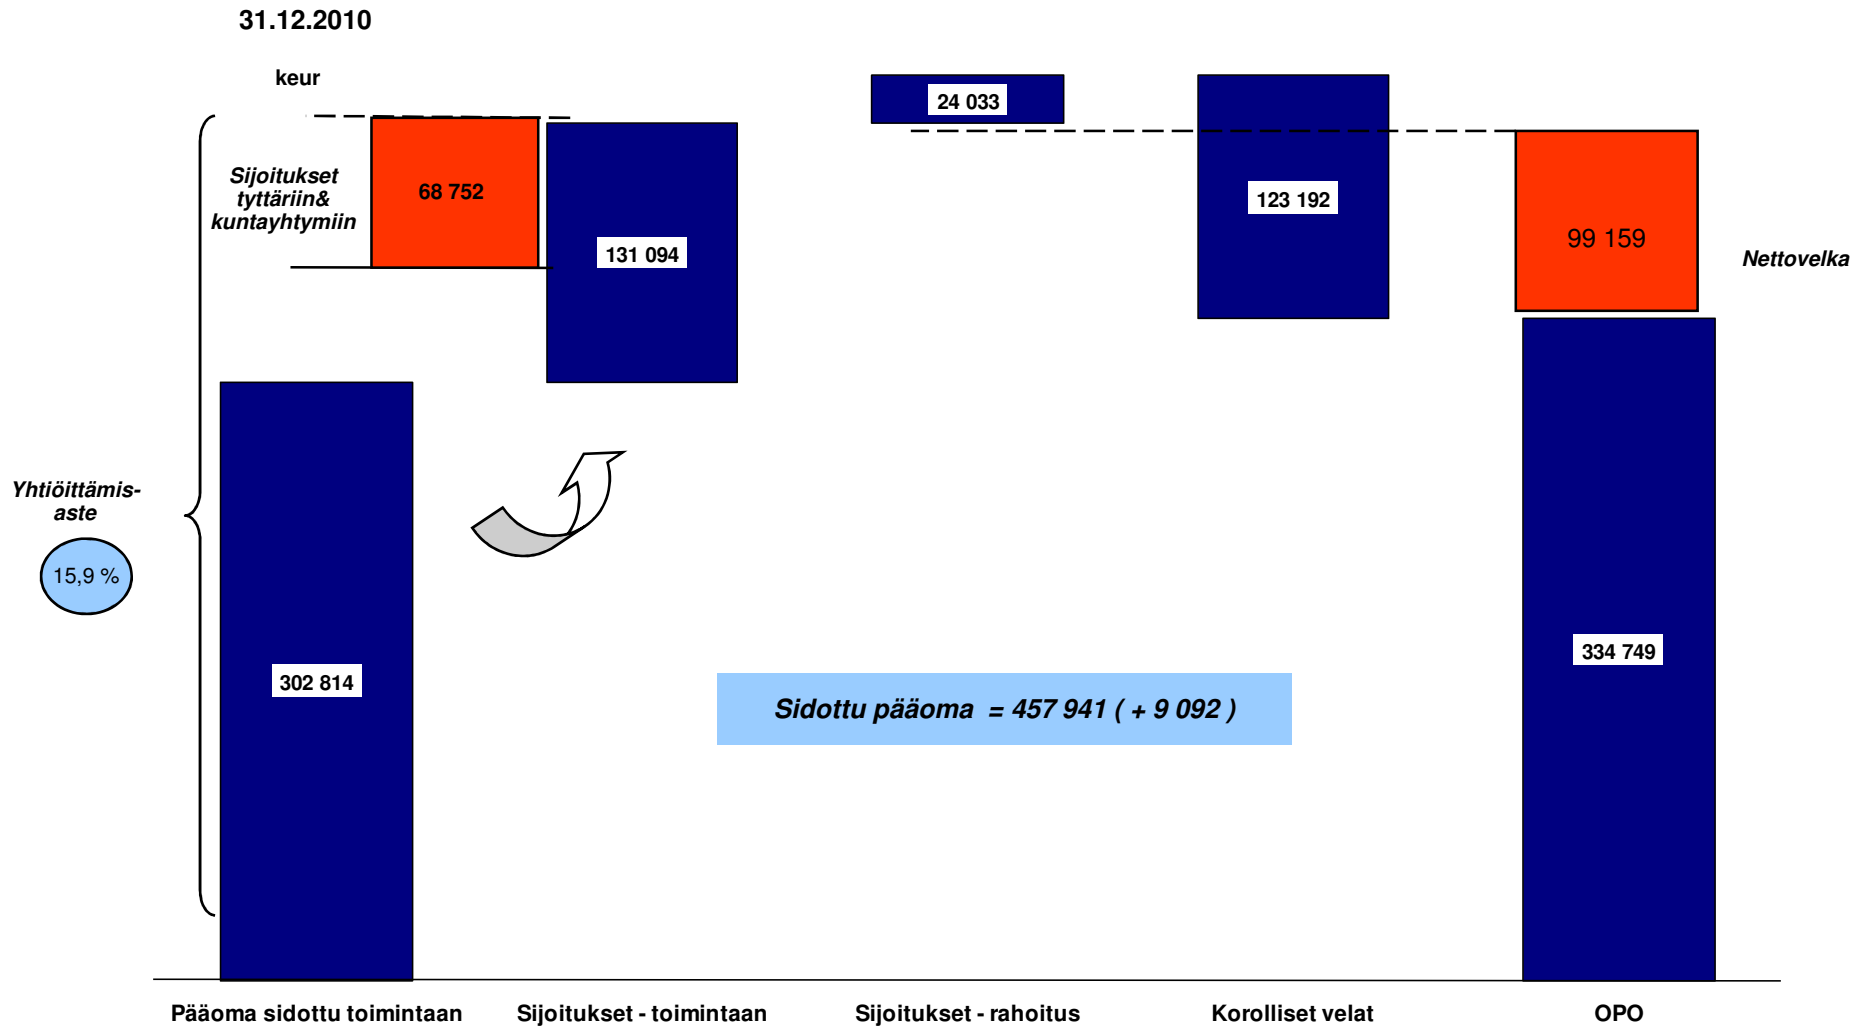 31.12.2010
keur
Sijoitukset
tyttäriin&
kuntayhtymiin
68 752
131 094
24 033
123 192
99 159
Nettovelka
Yhtiöittämis-
aste
15,9 %
302 814
334 749
Sidottu pääoma = 457 941 ( + 9 092 )
Pääoma sidottu toimintaan
Sijoitukset - toimintaan
Sijoitukset - rahoitus
Korolliset velat
OPO